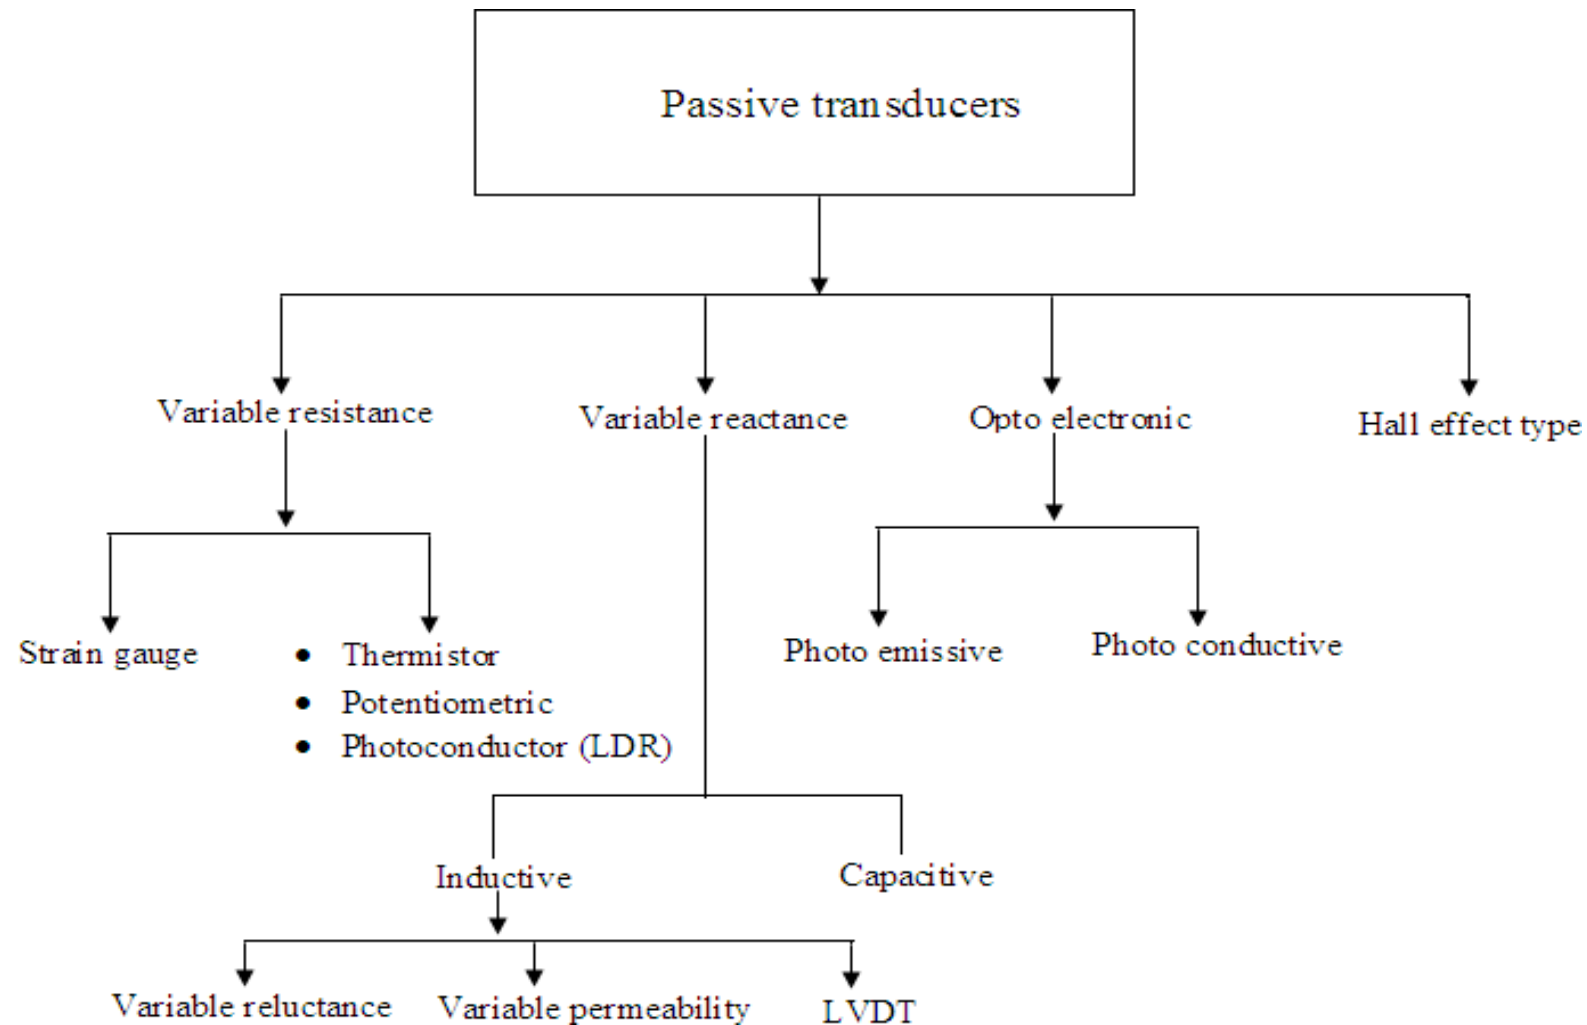 Passive transducers
Variable resistance
Variable reactance
Opto electronic
Hall effect type
Strain gauge
• Thermistor
• Potentiometric
• Photoconductor (LDR)
Photo emissive
Photo conductive
Inductive
Capacitive
Variable reluctance
Variable permeability
LVDT